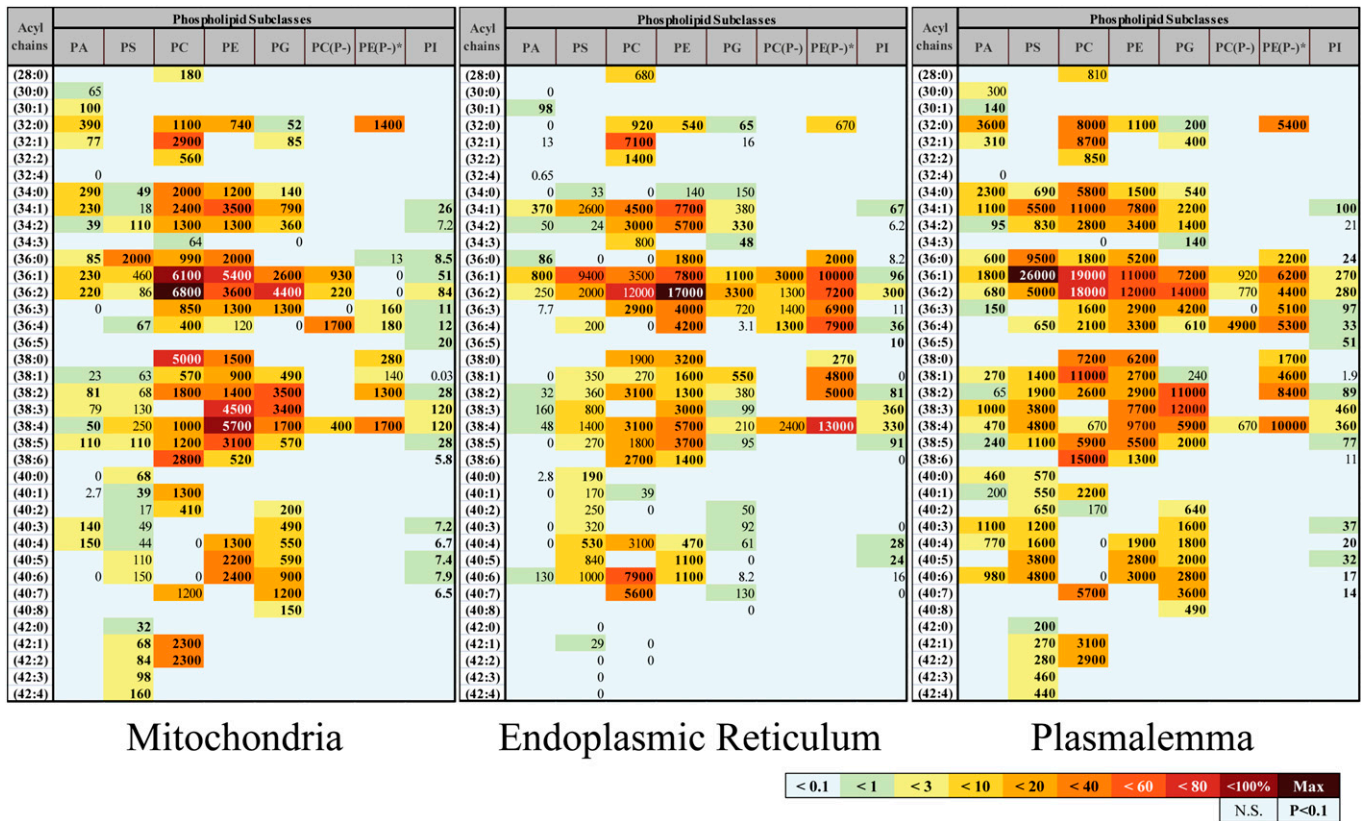 Acyl chains
Phospholipid Subclasses
PA PS PC PE PG PC(P-) PE(P-)* PI
(28:0) 180
(30:0) 65
(30:1) 100
(32:0) 390 1100 740 52 1400
(32:1) 77 2900 85
(32:2) 560
(32:4) 0
(34:0) 290 49 2000 1200 140
(34:1) 230 18 2400 3500 790 26
(34:2) 39 110 1300 1300 360 7.2
(34:3) 64 0
(36:0) 85 2000 990 2000 13 8.5
(36:1) 230 460 6100 5400 2600 930 0 51
(36:2) 220 86 6800 3600 4400 220 0 84
(36:3) 0 850 1300 1300 0 160 11
(36:4) 67 400 120 0 1700 180 12
(36:5) 20
(38:0) 5000 1500 280
(38:1) 23 63 570 900 490 140 0.03
(38:2) 81 68 1800 1400 3500 1300 28
(38:3) 79 130 4500 3400 120
(38:4) 50 250 1000 5700 1700 400 1700 120
(38:5) 110 110 1200 3100 570 28
(38:6) 2800 520 5.8
(40:0) 0 68
(40:1) 2.7 39 1300
(40:2) 17 410 200
(40:3) 140 49 490 7.2
(40:4) 150 44 0 1300 550 6.7
(40:5) 110 2200 590 7.4
(40:6) 0 150 0 2400 900 7.9
(40:7) 1200 1200 6.5
(40:8) 150
(42:0) 32
(42:1) 68 2300
(42:2) 84 2300
(42:3) 98
(42:4) 160
Mitochondria
Acyl chains
Phospholipid Subclasses
PA PS PC PE PG PC(P-) PE(P-)* PI
(28:0) 680
(30:0) 0
(30:1) 98
(32:0) 0 920 540 65 670
(32:1) 13 7100 16
(32:2) 1400
(32:4) 0.65
(34:0) 0 33 0 140 150
(34:1) 370 2600 4500 7700 380 67
(34:2) 50 24 3000 5700 330 6.2
(34:3) 800 48
(36:0) 86 0 0 1800 2000 8.2
(36:1) 800 9400 3500 7800 1100 3000 10000 96
(36:2) 250 2000 12000 17000 3300 1300 7200 300
(36:3) 7.7 2900 4000 720 1400 6900 11
(36:4) 200 0 4200 3.1 1300 7900 36
(36:5) 10
(38:0) 1900 3200 270
(38:1) 0 350 270 1600 550 4800 0
(38:2) 32 360 3100 1300 380 5000 81
(38:3) 160 800 3000 99 360
(38:4) 48 1400 3100 5700 210 2400 13000 330
(38:5) 0 270 1800 3700 95 91
(38:6) 2700 1400 0
(40:0) 2.8 190
(40:1) 0 170 39
(40:2) 250 0 50
(40:3) 0 320 92 0
(40:4) 0 530 3100 470 61 28
(40:5) 840 1100 0 24
(40:6) 130 1000 7900 1100 8.2 16
(40:7) 5600 130 0
(40:8) 0
(42:0) 0
(42:1) 29 0
(42:2) 0 0
(42:3) 0
(42:4) 0
Endoplasmic Reticulum
Acyl chains
Phospholipid Subclasses
PA PS PC PE PG PC(P-) PE(P-)* PI
(28:0) 810
(30:0) 300
(30:1) 140
(32:0) 3600 8000 1100 200 5400
(32:1) 310 8700 400
(32:2) 850
(32:4) 0
(34:0) 2300 690 5800 1500 540
(34:1) 1100 5500 11000 7800 2200 100
(34:2) 95 830 2800 3400 1400 21
(34:3) 0 140
(36:0) 600 9500 1800 5200 2200 24
(36:1) 1800 26000 19000 11000 7200 920 6200 270
(36:2) 680 5000 18000 12000 14000 770 4400 280
(36:3) 150 1600 2900 4200 0 5100 97
(36:4) 650 2100 3300 610 4900 5300 33
(36:5) 51
(38:0) 7200 6200 1700
(38:1) 270 1400 11000 2700 240 4600 1.9
(38:2) 65 1900 2600 2900 11000 8400 89
(38:3) 1000 3800 7700 12000 460
(38:4) 470 4800 670 9700 5900 670 10000 360
(38:5) 240 1100 5900 5500 2000 77
(38:6) 15000 1300 11
(40:0) 460 570
(40:1) 200 550 2200
(40:2) 650 170 640
(40:3) 1100 1200 1600 37
(40:4) 770 1600 0 1900 1800 20
(40:5) 3800 2800 2000 32
(40:6) 980 4800 0 3000 2800 17
(40:7) 5700 3600 14
(40:8) 490
(42:0) 200
(42:1) 270 3100
(42:2) 280 2900
(42:3) 460
(42:4) 440
Plasmalemma
< 0.1 < 1 < 3 < 10 < 20 < 40 < 60 < 80 <100% Max
N.S. P<0.1